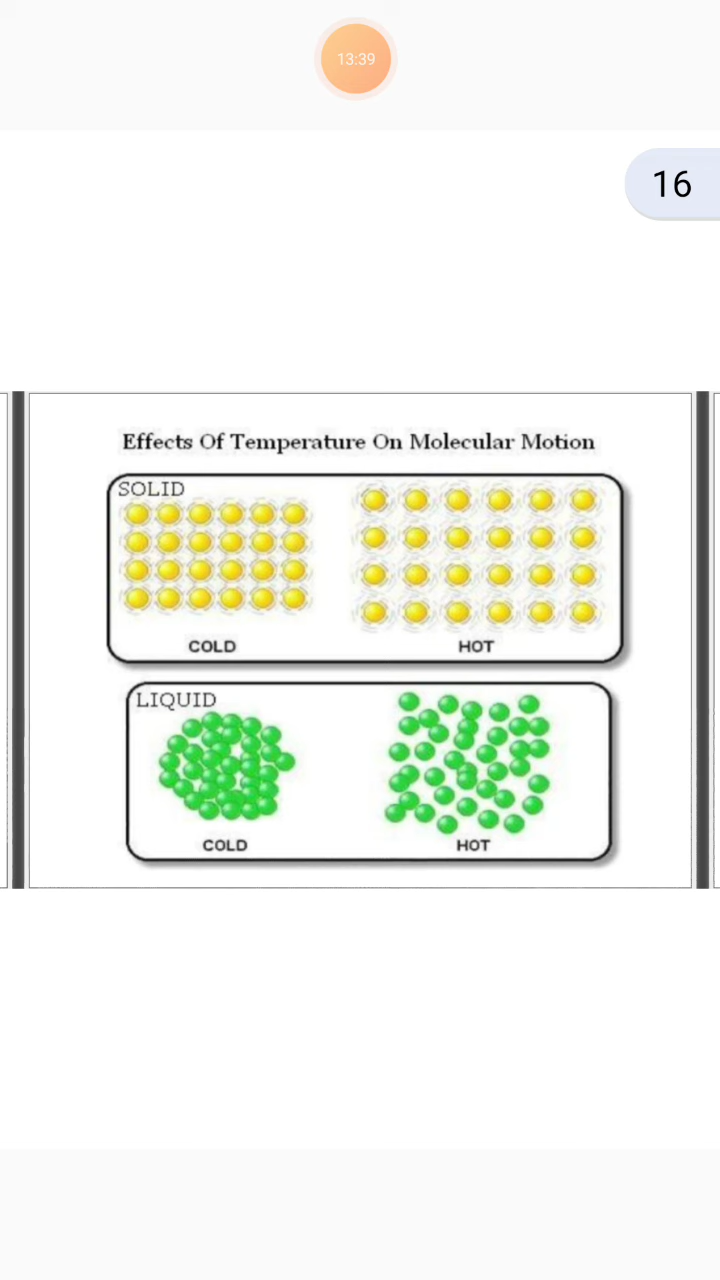 13:39
16
Effects Of Temperature On Molecular Motion
SOLID
COLD HOT
LIQUID
COLD HOT